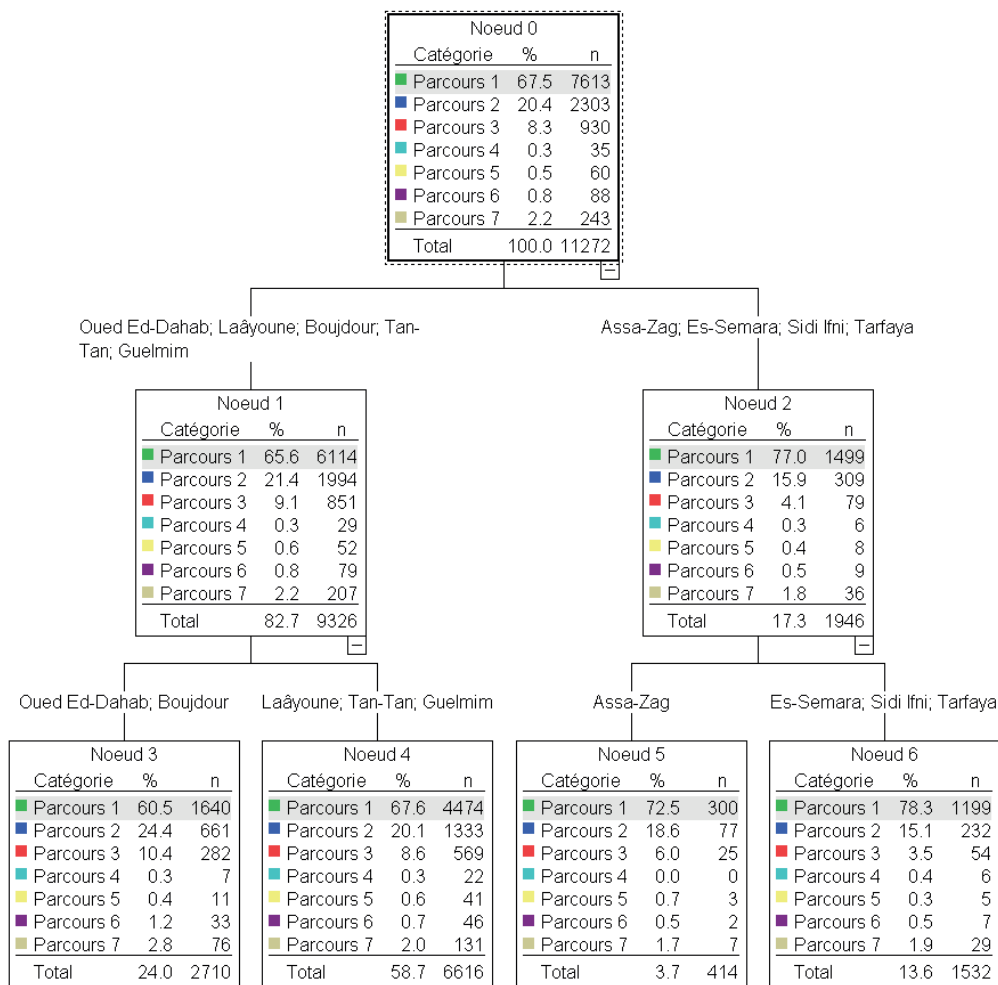 Noeud 0
Catégorie % n
Parcours 1 67.5 7613
Parcours 2 20.4 2303
Parcours 3 8.3 930
Parcours 4 0.3 35
Parcours 5 0.5 60
Parcours 6 0.8 88
Parcours 7 2.2 243
Total 100.0 11272
Oued Ed-Dahab; Laâyoune; Boujdour; Tan-
Tan; Guelmim
Assa-Zag; Es-Semara; Sidi Ifni; Tarfaya
Noeud 1
Catégorie % n
Parcours 1 65.6 6114
Parcours 2 21.4 1994
Parcours 3 9.1 851
Parcours 4 0.3 29
Parcours 5 0.6 52
Parcours 6 0.8 79
Parcours 7 2.2 207
Total 82.7 9326
Noeud 2
Catégorie % n
Parcours 1 77.0 1499
Parcours 2 15.9 309
Parcours 3 4.1 79
Parcours 4 0.3 6
Parcours 5 0.4 8
Parcours 6 0.5 9
Parcours 7 1.8 36
Total 17.3 1946
Oued Ed-Dahab; Boujdour
Laâyoune; Tan-Tan; Guelmim
Assa-Zag
Es-Semara; Sidi Ifni; Tarfaya
Noeud 3
Catégorie % n
Parcours 1 60.5 1640
Parcours 2 24.4 661
Parcours 3 10.4 282
Parcours 4 0.3 7
Parcours 5 0.4 11
Parcours 6 1.2 33
Parcours 7 2.8 76
Total 24.0 2710
Noeud 4
Catégorie % n
Parcours 1 67.6 4474
Parcours 2 20.1 1333
Parcours 3 8.6 569
Parcours 4 0.3 22
Parcours 5 0.6 41
Parcours 6 0.7 46
Parcours 7 2.0 131
Total 58.7 6616
Noeud 5
Catégorie % n
Parcours 1 72.5 300
Parcours 2 18.6 77
Parcours 3 6.0 25
Parcours 4 0.0 0
Parcours 5 0.7 3
Parcours 6 0.5 2
Parcours 7 1.7 7
Total 3.7 414
Noeud 6
Catégorie % n
Parcours 1 78.3 1199
Parcours 2 15.1 232
Parcours 3 3.5 54
Parcours 4 0.4 6
Parcours 5 0.3 5
Parcours 6 0.5 7
Parcours 7 1.9 29
Total 13.6 1532